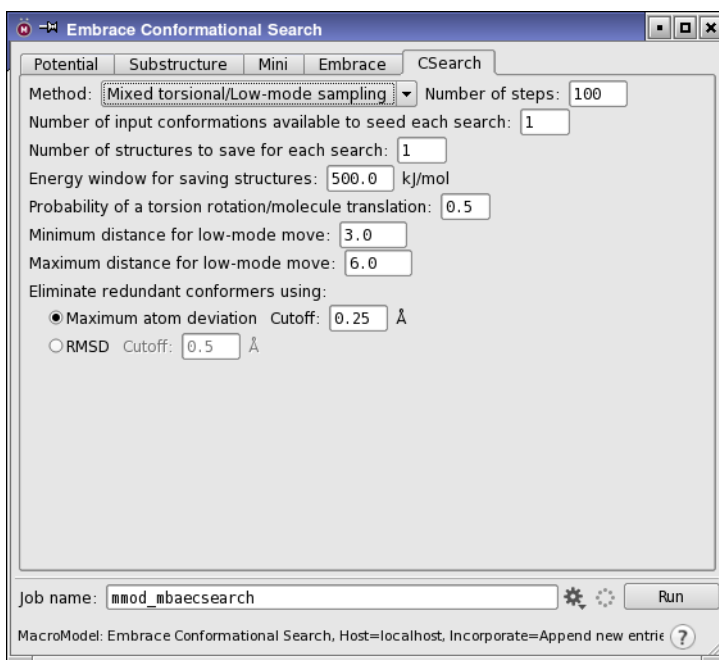 Embrace Conformational Search
Potential Substructure Mini Embrace CSearch
Method: Mixed torsional/Low-mode sampling Number of steps: 100
Number of input conformations available to seed each search: 1
Number of structures to save for each search: 1
Energy window for saving structures: 500.0 kJ/mol
Probability of a torsion rotation/molecule translation: 0.5
Minimum distance for low-mode move: 3.0
Maximum distance for low-mode move: 6.0
Eliminate redundant conformers using:
Maximum atom deviation Cutoff: 0.25 Å
RMSD Cutoff: 0.5 Å
Job name: mmod_mbaecsearch Run
MacroModel: Embrace Conformational Search, Host=localhost, Incorporate=Append new entrie ?